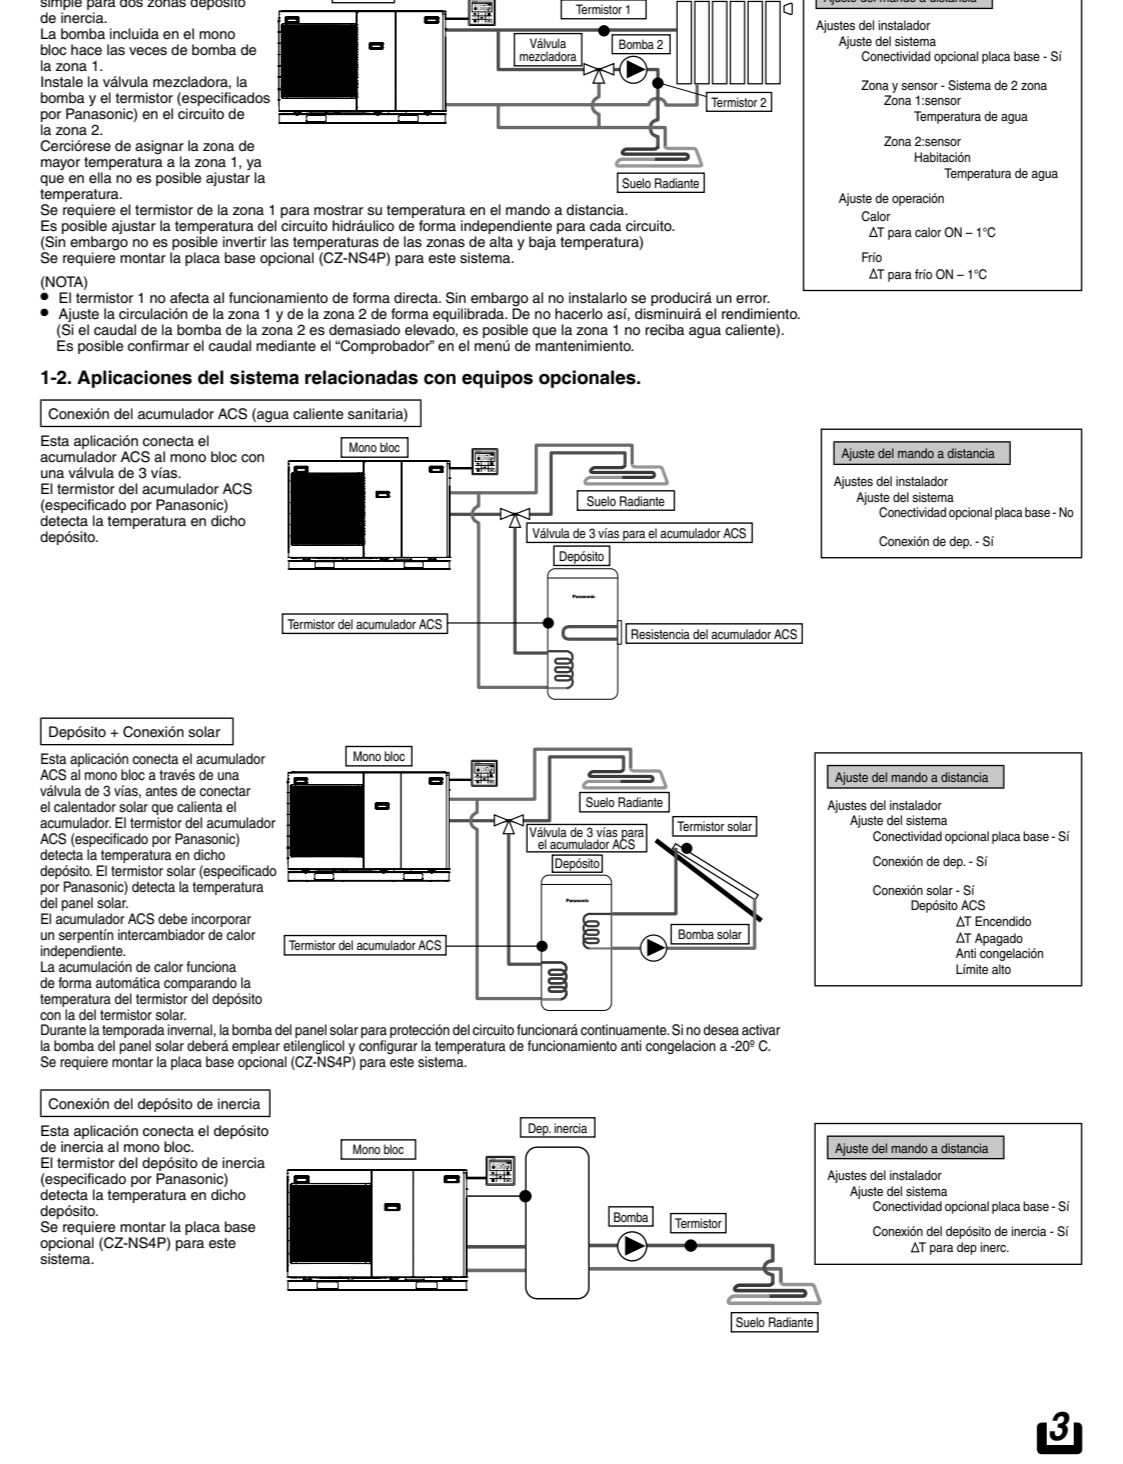 simple para dos zonas depósito
de inercia.
La bomba incluida en el mono
bloc hace las veces de bomba de
la zona 1.
Instale la válvula mezcladora, la
bomba y el termistor (especificados
por Panasonic) en el circuito de
la zona 2.
Cerciórese de asignar la zona de
mayor temperatura a la zona 1, ya
que en ella no es posible ajustar la
temperatura.
Se requiere el termistor de la zona 1 para mostrar su temperatura en el mando a distancia.
Es posible ajustar la temperatura del circuito hidráulico de forma independiente para cada circuito.
(Sin embargo no es posible invertir las temperaturas de las zonas de alta y baja temperatura)
Se requiere montar la placa base opcional (CZ-NS4P) para este sistema.
Termistor 1
Válvula
mezcladora
Bomba 2
Termistor 2
Suelo Radiante
Ajuste del mando a distancia
Ajustes del instalador
Ajuste del sistema
Conectividad opcional placa base - Sí
Zona y sensor - Sistema de 2 zona
Zona 1:sensor
Temperatura de agua
Zona 2:sensor
Habitación
Temperatura de agua
Ajuste de operación
Calor
ΔT para calor ON – 1°C
Frío
ΔT para frío ON – 1°C
(NOTA)
● El termistor 1 no afecta al funcionamiento de forma directa. Sin embargo al no instalarlo se producirá un error.
● Ajuste la circulación de la zona 1 y de la zona 2 de forma equilibrada. De no hacerlo así, disminuirá el rendimiento.
(Si el caudal de la bomba de la zona 2 es demasiado elevado, es posible que la zona 1 no reciba agua caliente).
Es posible confirmar el caudal mediante el “Comprobador” en el menú de mantenimiento.
1-2. Aplicaciones del sistema relacionadas con equipos opcionales.
Conexión del acumulador ACS (agua caliente sanitaria)
Esta aplicación conecta el
acumulador ACS al mono bloc con
una válvula de 3 vías.
El termistor del acumulador ACS
(especificado por Panasonic)
detecta la temperatura en dicho
depósito.
Mono bloc
Suelo Radiante
Válvula de 3 vías para el acumulador ACS
Depósito
Panasonic
Termistor del acumulador ACS
Resistencia del acumulador ACS
Ajuste del mando a distancia
Ajustes del instalador
Ajuste del sistema
Conectividad opcional placa base - No
Conexión de dep. - Sí
Depósito + Conexión solar
Esta aplicación conecta el acumulador
ACS al mono bloc a través de una
válvula de 3 vías, antes de conectar
el calentador solar que calienta el
acumulador. El termistor del acumulador
ACS (especificado por Panasonic)
detecta la temperatura en dicho
depósito. El termistor solar (especificado
por Panasonic) detecta la temperatura
del panel solar.
El acumulador ACS debe incorporar
un serpentín intercambiador de calor
independiente.
La acumulación de calor funciona
de forma automática comparando la
temperatura del termistor del depósito
con la del termistor solar.
Durante la temporada invernal, la bomba del panel solar para protección del circuito funcionará continuamente. Si no desea activar
la bomba del panel solar deberá emplear etilenglicol y configurar la temperatura de funcionamiento anti congelacion a -20º C.
Se requiere montar la placa base opcional (CZ-NS4P) para este sistema.
Mono bloc
Suelo Radiante
Válvula de 3 vías para
el acumulador ACS
Termistor solar
Depósito
Panasonic
Termistor del acumulador ACS
Bomba solar
Ajuste del mando a distancia
Ajustes del instalador
Ajuste del sistema
Conectividad opcional placa base - Sí
Conexión de dep. - Sí
Conexión solar - Sí
Depósito ACS
ΔT Encendido
ΔT Apagado
Anti congelación
Límite alto
Conexión del depósito de inercia
Esta aplicación conecta el depósito
de inercia al mono bloc.
El termistor del depósito de inercia
(especificado por Panasonic)
detecta la temperatura en dicho
depósito.
Se requiere montar la placa base
opcional (CZ-NS4P) para este
sistema.
Mono bloc
Dep. inercia
Bomba
Termistor
Suelo Radiante
Ajuste del mando a distancia
Ajustes del instalador
Ajuste del sistema
Conectividad opcional placa base - Sí
Conexión del depósito de inercia - Sí
ΔT para dep inerc.
3